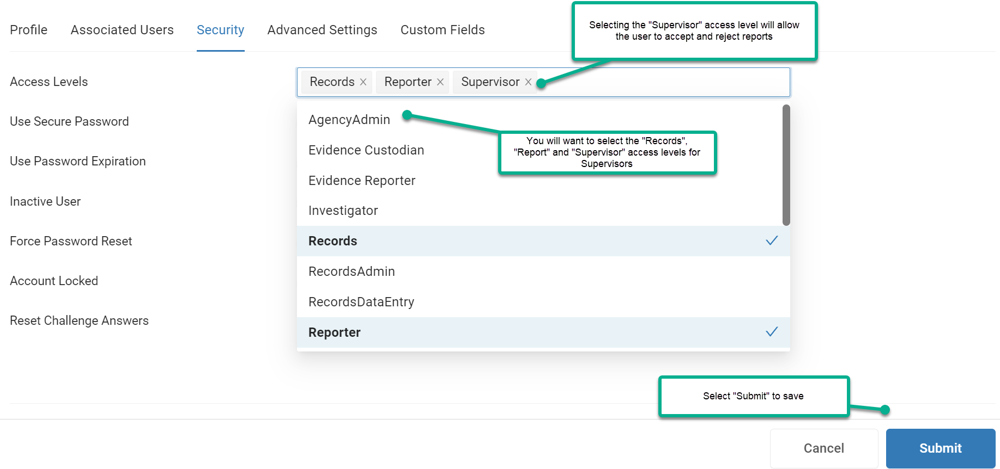 Profile Associated Users Security Advanced Settings Custom Fields
Selecting the "Supervisor" access level will allow
the user to accept and reject reports
Access Levels
Records Reporter Supervisor
Use Secure Password
Use Password Expiration
Inactive User
Force Password Reset
Account Locked
Reset Challenge Answers
AgencyAdmin
You will want to select the "Records",
"Report" and "Supervisor" access levels for
Supervisors
Evidence Custodian
Evidence Reporter
Investigator
Records
RecordsAdmin
RecordsDataEntry
Reporter
Select "Submit" to save
Cancel Submit